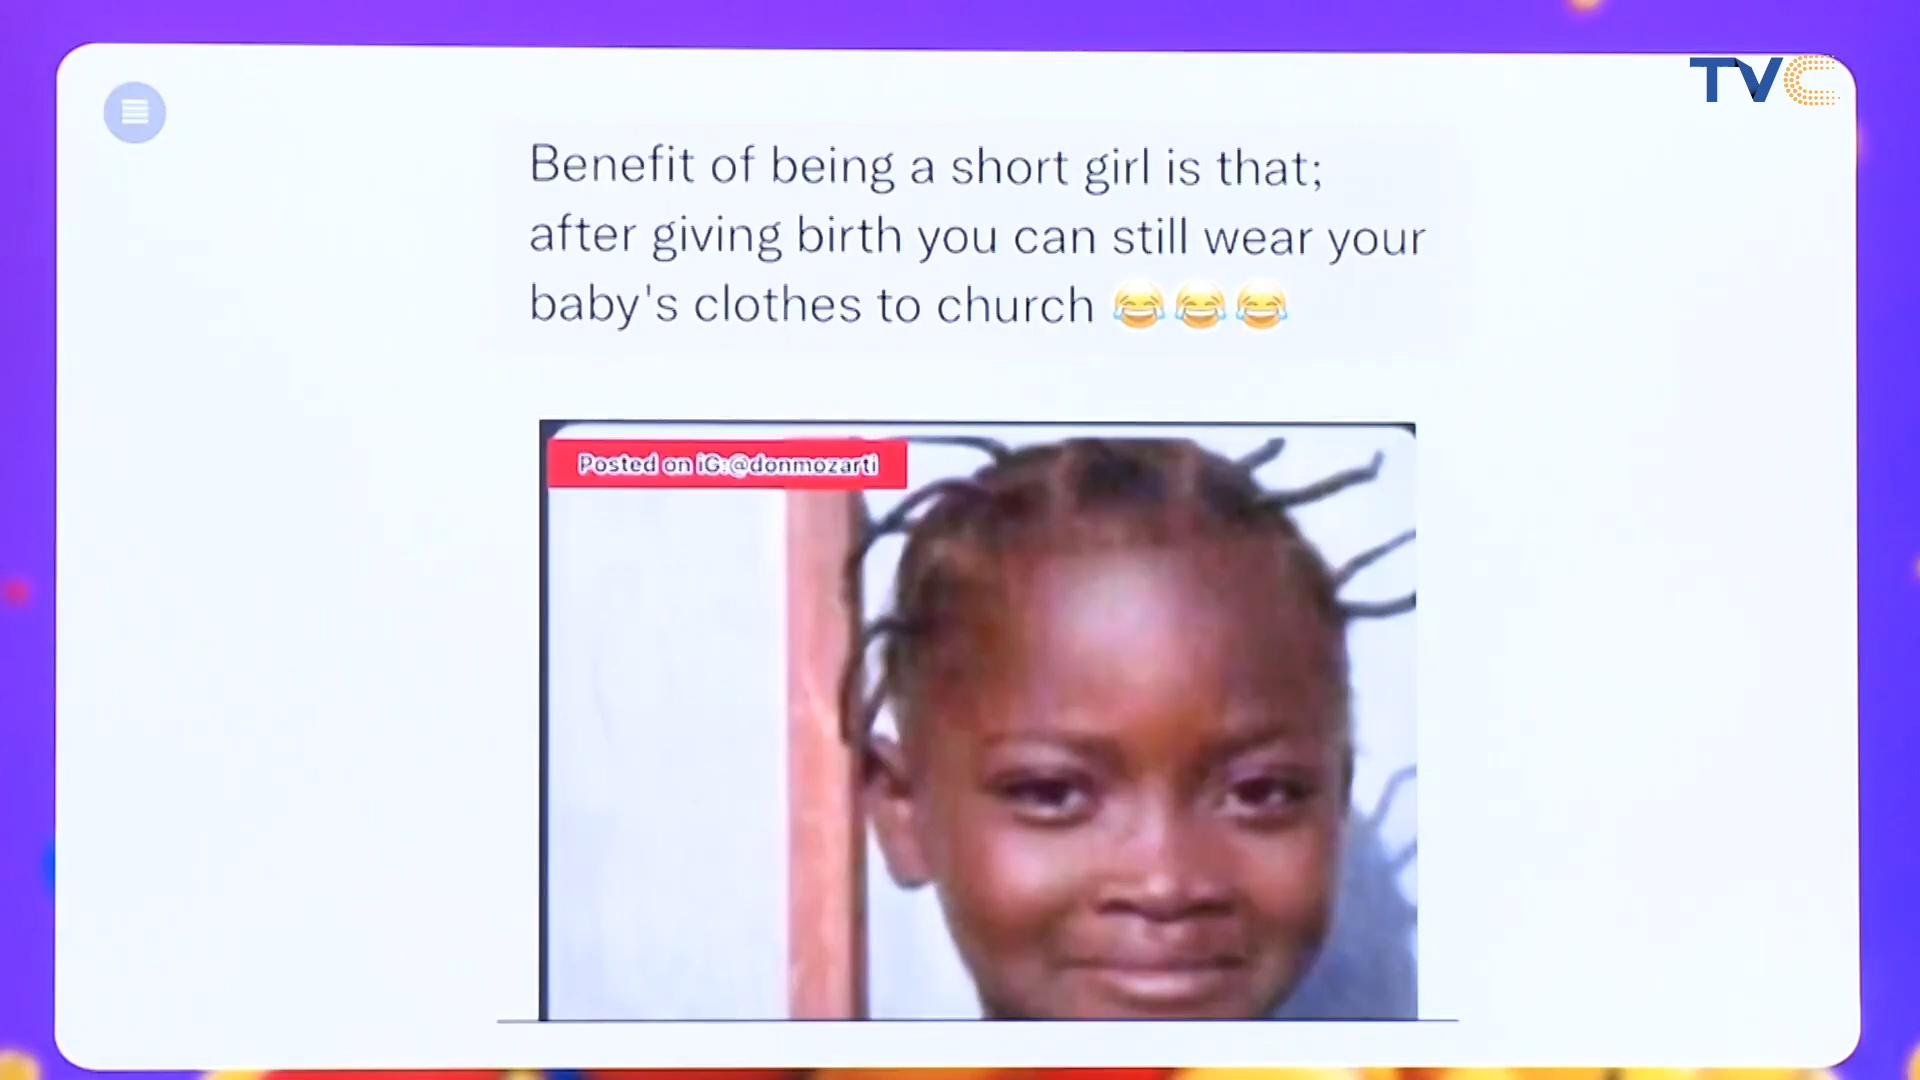 TVC
Benefit of being a short girl is that;
after giving birth you can still wear your
baby's clothes to church 😂😂😂
Posted on iG:@donmozarti